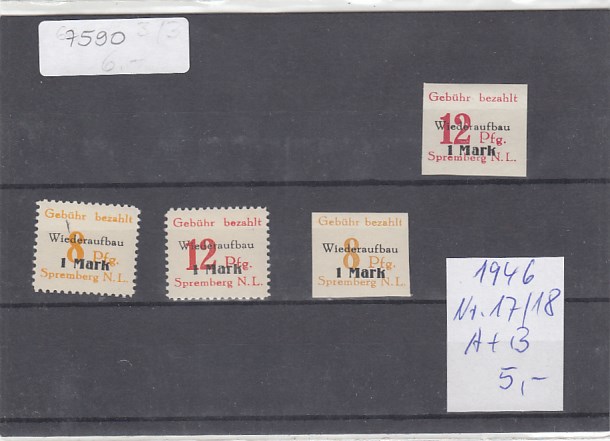 7590
6.-
Gebühr bezahlt
12
Wiederaufbau
Pfg.
1 Mark
Spremberg N.L.
Gebühr bezahlt
8
Wiederaufbau
Pfg.
1 Mark
Spremberg N.L.
Gebühr bezahlt
12
Wiederaufbau
Pfg.
1 Mark
Spremberg N.L.
Gebühr bezahlt
8
Wiederaufbau
Pfg.
1 Mark
Spremberg N.L.
1946
Nr. 17/18
A + B
5,-